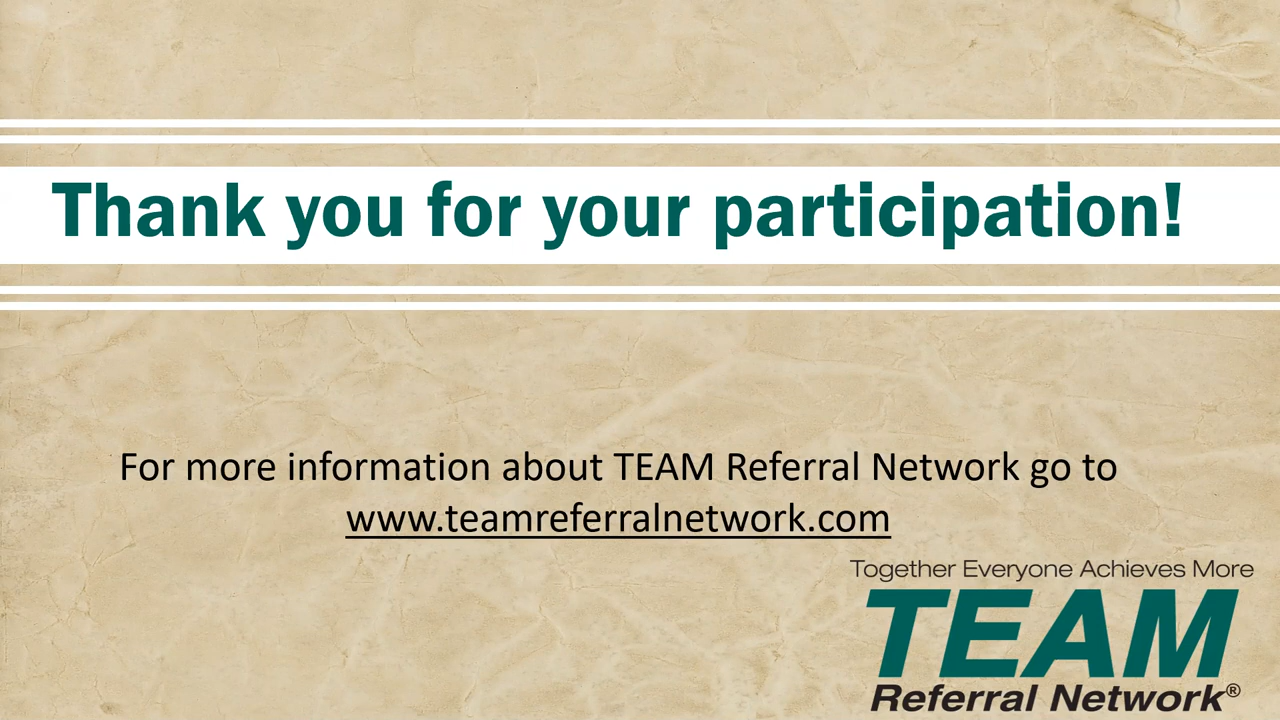 Thank you for your participation!
For more information about TEAM Referral Network go to
www.teamreferralnetwork.com
Together Everyone Achieves More
TEAM
Referral Network®